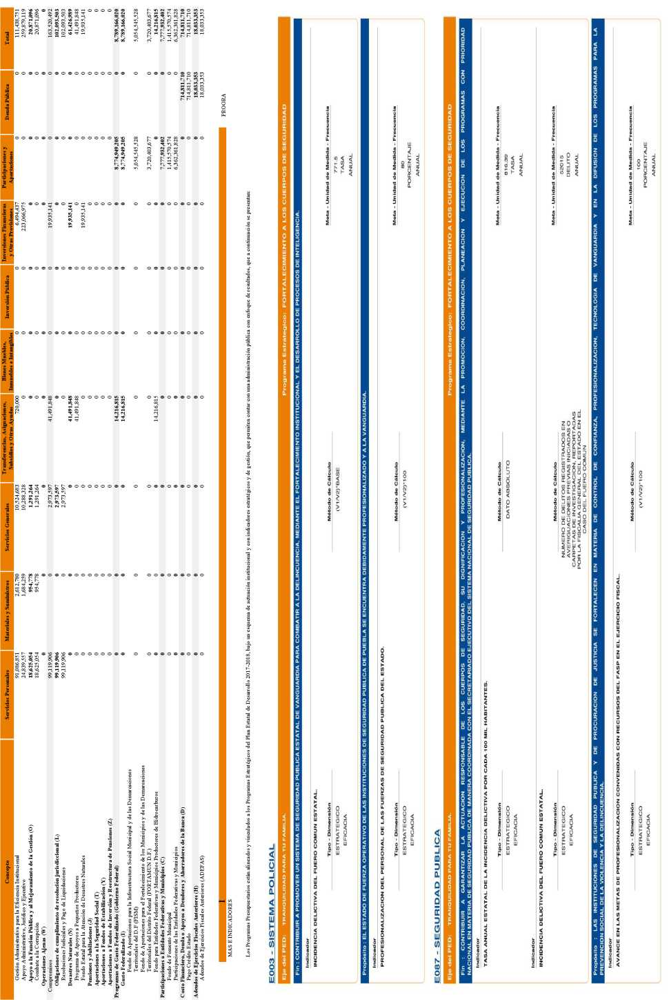 Concepto Servicios Personales Materiales y Suministros Servicios Generales Transferencias, Asignaciones, Subsidios y Otras Ayudas Bienes Muebles, Inmuebles e Intangibles Inversión Pública Inversiones Financieras y Otras Provisiones Participaciones y Aportaciones Deuda Pública Total
Gestión Administrativa para la Eficiencia Institucional 91,086,851 2,612,780 10,524,683 720,000 0 0 6,494,437 0 0 111,438,751
Apoyo Administrativo, Jurídico y Ejecutivo 24,839,557 1,684,259 10,288,328 0 0 0 223,066,975 0 0 259,879,119
Apoyo a la Función Pública y al Mejoramiento de la Gestión (O) 18,625,054 954,778 1,291,264 0 0 0 0 0 0 20,871,096
Combate a la Corrupción 18,625,054 954,778 1,291,264 0 0 0 0 0 0 20,871,096
Operaciones Ajenas (W) 0 0 0 0 0 0 0 0 0 0
Compromisos 99,119,906 0 2,973,597 41,491,848 0 0 19,935,141 0 0 163,520,492
Obligaciones de cumplimiento de resolución jurisdiccional (L) 99,119,906 0 2,973,597 0 0 0 0 0 0 102,093,503
Resoluciones Judiciales y Pago de Liquidaciones 99,119,906 0 2,973,597 0 0 0 0 0 0 102,093,503
Desastres Naturales (N) 0 0 0 41,491,848 0 0 19,935,141 0 0 61,426,989
Programa de Apoyo a Pequeños Productores 0 0 0 41,491,848 0 0 0 0 0 41,491,848
Fondo Estatal para la Atención de Desastres Naturales 0 0 0 0 0 0 19,935,141 0 0 19,935,141
Pensiones y Jubilaciones (J) 0 0 0 0 0 0 0 0 0 0
Aportaciones a la Seguridad Social (T) 0 0 0 0 0 0 0 0 0 0
Aportaciones a Fondos de Estabilización (Y) 0 0 0 0 0 0 0 0 0 0
Aportaciones a Fondos de Inversión y Reestructura de Pensiones (Z) 0 0 0 0 0 0 0 0 0 0
Programas de Gasto Federalizado (Gobierno Federal) 0 0 0 14,216,815 0 0 0 8,774,949,205 0 8,789,166,020
Gasto Federalizado (I) 0 0 0 14,216,815 0 0 0 8,774,949,205 0 8,789,166,020
Fondo de Aportaciones para la Infraestructura Social Municipal y de las Demarcaciones
Territoriales del D.F (FISM) 0 0 0 0 0 0 0 5,054,545,528 0 5,054,545,528
Fondo de Aportaciones para el Fortalecimiento de los Municipios y de las Demarcaciones
Territoriales del Distrito Federal (FORTAMUN D.F.) 0 0 0 0 0 0 0 3,720,403,677 0 3,720,403,677
Fondo para Entidades Federativas y Municipios Productores de Hidrocarburos 0 0 0 14,216,815 0 0 0 0 0 14,216,815
Participaciones a Entidades Federativas y Municipios (C) 0 0 0 0 0 0 0 7,777,932,402 0 7,777,932,402
Fondo de Fomento Municipal 0 0 0 0 0 0 0 1,415,570,574 0 1,415,570,574
Participaciones de las Entidades Federativas y Municipios 0 0 0 0 0 0 0 6,362,361,828 0 6,362,361,828
Costo Financiero, Deuda o Apoyos a Deudores y Ahorradores de la Banca (D) 0 0 0 0 0 0 0 0 714,811,710 714,811,710
Pago Crédito Estado 0 0 0 0 0 0 0 0 714,811,710 714,811,710
Adeudos de Ejercicios Fiscales Anteriores (H) 0 0 0 0 0 0 0 0 18,033,353 18,033,353
Adeudos de Ejercicios Fiscales Anteriores (ADEFAS) 0 0 0 0 0 0 0 0 18,033,353 18,033,353
PROGRA
MAS E INDICADORES
Los Programas Presupuestarios están alineados y vinculados a los Programas Estratégicos del Plan Estatal de Desarrollo 2017-2018, bajo un esquema de actuación institucional y con indicadores estratégicos y de gestión, que permiten contar con una administración pública con enfoque de resultados, que a continuación se presentan:
E003 - SISTEMA POLICIAL
Eje del PED: TRANQUILIDAD PARA TU FAMILIA. Programa Estrategico: FORTALECIMIENTO A LOS CUERPOS DE SEGURIDAD
Fin : CONTRIBUIR A PROMOVER UN SISTEMA DE SEGURIDAD PUBLICA ESTATAL DE VANGUARDIA PARA COMBATIR A LA DELINCUENCIA, MEDIANTE EL FORTALECIMIENTO INSTITUCIONAL Y EL DESARROLLO DE PROCESOS DE INTELIGENCIA.
Indicador
INCIDENCIA DELICTIVA DEL FUERO COMUN ESTATAL.
Tipo - Dimensión Método de Cálculo Meta - Unidad de Medida - Frecuencia
ESTRATEGICO (V1/V2)*BASE 771.5
EFICACIA TASA
ANUAL
Propósito : EL ESTADO DE FUERZA OPERATIVO DE LAS INSTITUCIONES DE SEGURIDAD PUBLICA DE PUEBLA SE ENCUENTRA DEBIDAMENTE PROFESIONALIZADO Y A LA VANGUARDIA.
Indicador
PROFESIONALIZACION DEL PERSONAL DE LAS FUERZAS DE SEGURIDAD PUBLICA DEL ESTADO.
Tipo - Dimensión Método de Cálculo Meta - Unidad de Medida - Frecuencia
ESTRATEGICO (V1/V2)*100 80
EFICACIA PORCENTAJE
ANUAL
E087 - SEGURIDAD PUBLICA
Eje del PED: TRANQUILIDAD PARA TU FAMILIA. Programa Estrategico: FORTALECIMIENTO A LOS CUERPOS DE SEGURIDAD
Fin : CONTRIBUIR A GARANTIZAR LA ACTUACION RESPONSABLE DE LOS CUERPOS DE SEGURIDAD, SU DIGNIFICACION Y PROFESIONALIZACION, MEDIANTE LA PROMOCION, COORDINACION, PLANEACION Y EJECUCION DE LOS PROGRAMAS CON PRIORIDAD
NACIONAL EN MATERIA DE SEGURIDAD PUBLICA DE MANERA COORDINADA CON EL SECRETARIADO EJECUTIVO DEL SISTEMA NACIONAL DE SEGURIDAD PUBLICA.
Indicador
TASA ANUAL ESTATAL DE LA INCIDENCIA DELICTIVA POR CADA 100 MIL HABITANTES.
Tipo - Dimensión Método de Cálculo Meta - Unidad de Medida - Frecuencia
ESTRATEGICO DATO ABSOLUTO 816.39
EFICACIA TASA
ANUAL
Indicador
INCIDENCIA DELICTIVA DEL FUERO COMUN ESTATAL.
Tipo - Dimensión Método de Cálculo Meta - Unidad de Medida - Frecuencia
ESTRATEGICO NUMERO DE DELITOS REGISTRADOS EN 52015
EFICACIA AVERIGUACIONES PREVIAS INICIADAS O DELITO
CARPETAS DE INVESTIGACION, REPORTADAS ANUAL
POR LA FISCALIA GENERAL DEL ESTADO EN EL
CASO DEL FUERO COMUN
Propósito : LAS INSTITUCIONES DE SEGURIDAD PUBLICA Y DE PROCURACION DE JUSTICIA SE FORTALECEN EN MATERIA DE CONTROL DE CONFIANZA, PROFESIONALIZACION, TECNOLOGIA DE VANGUARDIA Y EN LA DIFUSION DE LOS PROGRAMAS PARA LA
PREVENCION SOCIAL DE LA VIOLENCIA Y LA DELINCUENCIA.
Indicador
AVANCE EN LAS METAS DE PROFESIONALIZACION CONVENIDAS CON RECURSOS DEL FASP EN EL EJERCICIO FISCAL.
Tipo - Dimensión Método de Cálculo Meta - Unidad de Medida - Frecuencia
ESTRATEGICO (V1/V2)*100 100
EFICACIA PORCENTAJE
ANUAL